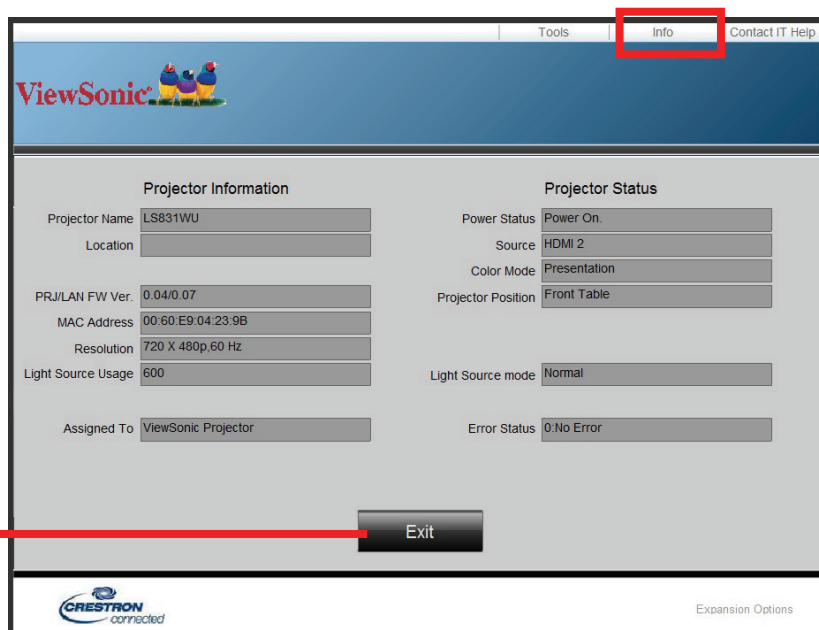 Tools Info Contact IT Help
ViewSonic®
Projector Information
Projector Name LS831WU
Location
PRJ/LAN FW Ver. 0.04/0.07
MAC Address 00:60:E9:04:23:9B
Resolution 720 X 480p,60 Hz
Light Source Usage 600
Assigned To ViewSonic Projector
Projector Status
Power Status Power On.
Source HDMI 2
Color Mode Presentation
Projector Position Front Table
Light Source mode Normal
Error Status 0:No Error
Exit
CRESTRON
connected
Expansion Options